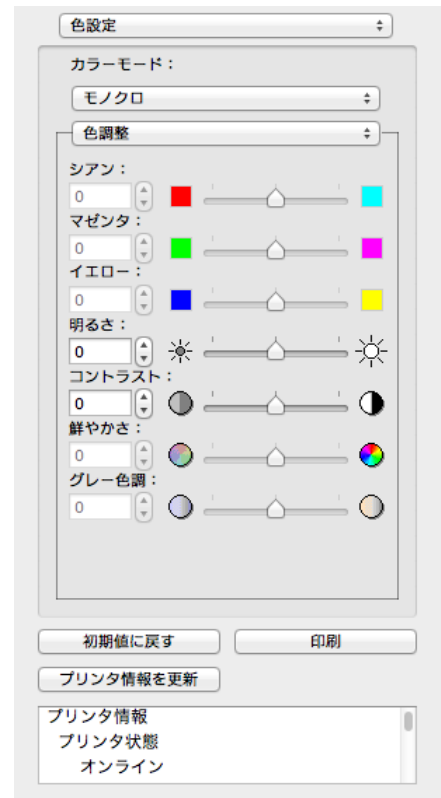 色設定
カラーモード：
モノクロ
色調整
シアン：
0
マゼンタ：
0
イエロー：
0
明るさ：
0
コントラスト：
0
鮮やかさ：
0
グレー色調：
0
初期値に戻す 印刷
プリンタ情報を更新
プリンタ情報
プリンタ状態
オンライン